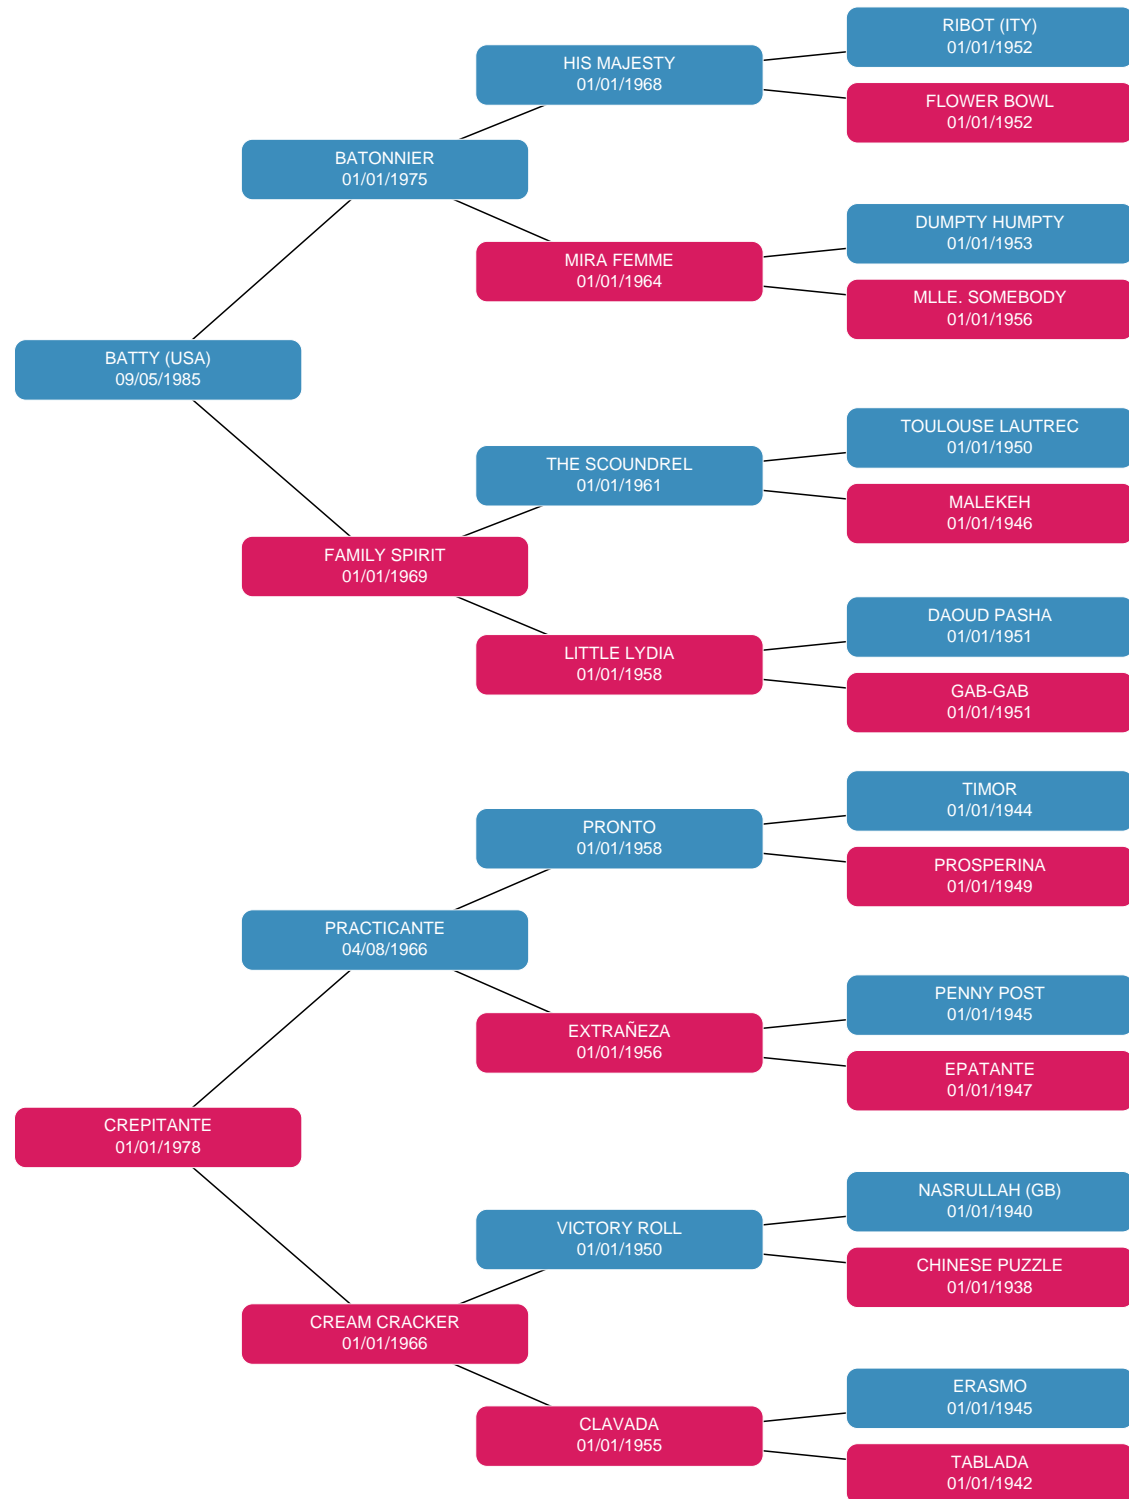 RIBOT (ITY)
01/01/1952
HIS MAJESTY
01/01/1968
FLOWER BOWL
01/01/1952
BATONNIER
01/01/1975
DUMPTY HUMPTY
01/01/1953
MIRA FEMME
01/01/1964
MLLE. SOMEBODY
01/01/1956
BATTY (USA)
09/05/1985
TOULOUSE LAUTREC
01/01/1950
THE SCOUNDREL
01/01/1961
MALEKEH
01/01/1946
FAMILY SPIRIT
01/01/1969
DAOUD PASHA
01/01/1951
LITTLE LYDIA
01/01/1958
GAB-GAB
01/01/1951
TIMOR
01/01/1944
PRONTO
01/01/1958
PROSPERINA
01/01/1949
PRACTICANTE
04/08/1966
PENNY POST
01/01/1945
EXTRAÑEZA
01/01/1956
EPATANTE
01/01/1947
CREPITANTE
01/01/1978
NASRULLAH (GB)
01/01/1940
VICTORY ROLL
01/01/1950
CHINESE PUZZLE
01/01/1938
CREAM CRACKER
01/01/1966
ERASMO
01/01/1945
CLAVADA
01/01/1955
TABLADA
01/01/1942